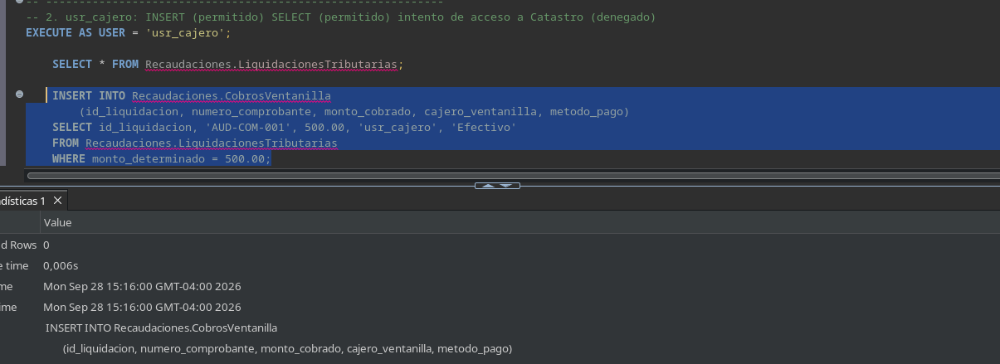 -- -----------------------------------------------------------
-- 2. usr_cajero: INSERT (permitido) SELECT (permitido) intento de acceso a Catastro (denegado)
EXECUTE AS USER = 'usr_cajero';
SELECT * FROM Recaudaciones.LiquidacionesTributarias;
INSERT INTO Recaudaciones.CobrosVentanilla
(id_liquidacion, numero_comprobante, monto_cobrado, cajero_ventanilla, metodo_pago)
SELECT id_liquidacion, 'AUD-COM-001', 500.00, 'usr_cajero', 'Efectivo'
FROM Recaudaciones.LiquidacionesTributarias
WHERE monto_determinado = 500.00;
adísticas 1
Value
d Rows 0
e time 0,006s
me Mon Sep 28 15:16:00 GMT-04:00 2026
ime Mon Sep 28 15:16:00 GMT-04:00 2026
INSERT INTO Recaudaciones.CobrosVentanilla
(id_liquidacion, numero_comprobante, monto_cobrado, cajero_ventanilla, metodo_pago)